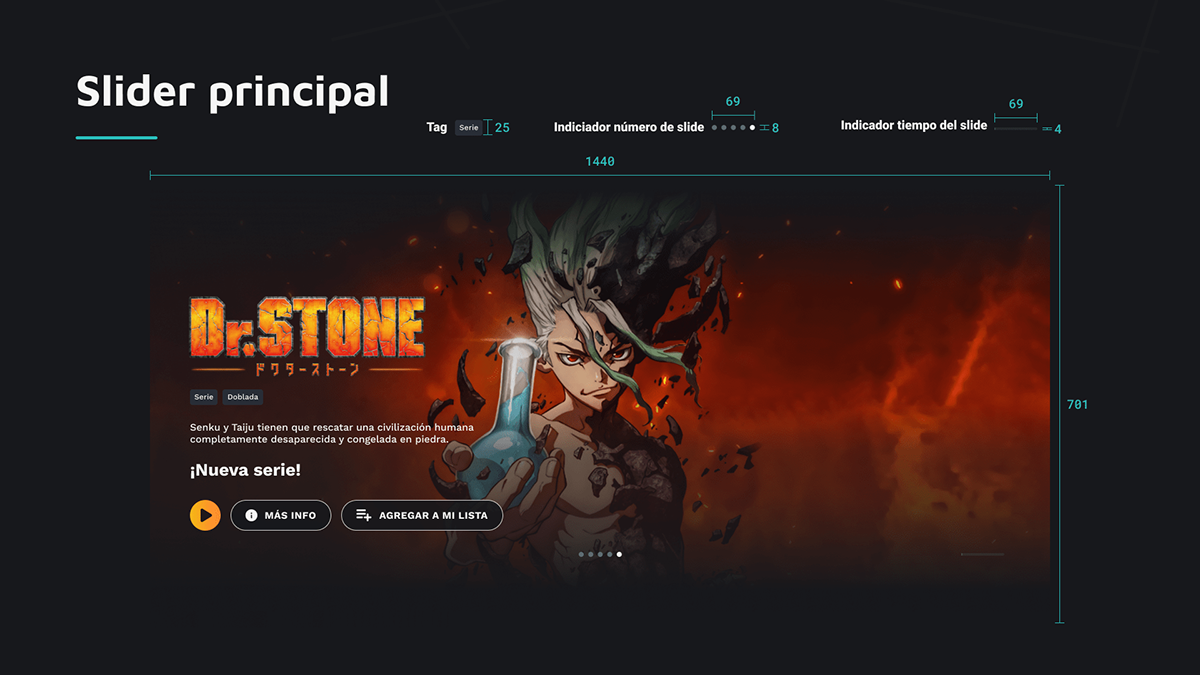 Slider principal
Tag Serie 25
Indiciador número de slide 69 8
Indicador tiempo del slide 69 4
1440
701
Dr.STONE
ドクターストーン
Serie Doblada
Senku y Taiju tienen que rescatar una civilización humana
completamente desaparecida y congelada en piedra.
¡Nueva serie!
MÁS INFO AGREGAR A MI LISTA